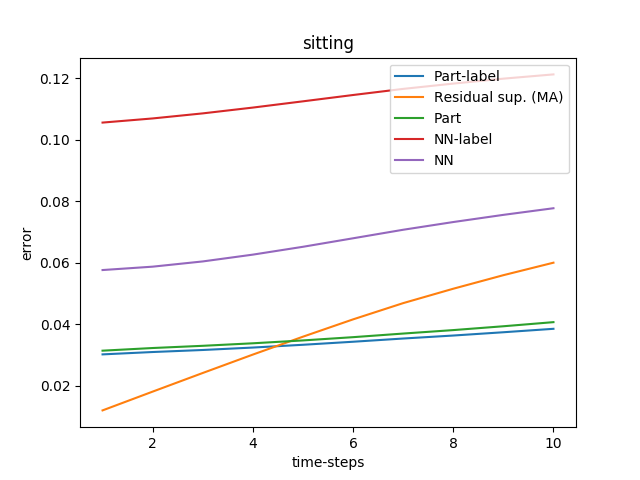 sitting
Part-label
Residual sup. (MA)
Part
NN-label
NN
0.12
0.10
0.08
0.06
0.04
0.02
error
2 4 6 8 10
time-steps